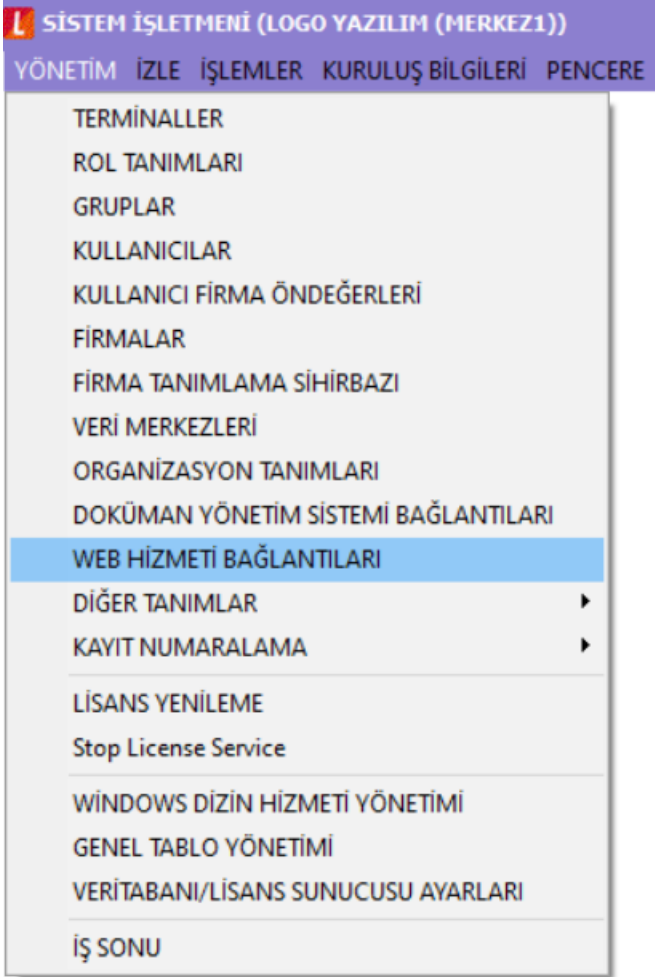 SİSTEM İŞLETMENİ (LOGO YAZILIM (MERKEZ1))
YÖNETİM İZLE İŞLEMLER KURULUŞ BİLGİLERİ PENCERE
TERMİNALLER
ROL TANIMLARI
GRUPLAR
KULLANICILAR
KULLANICI FİRMA ÖNDEĞERLERİ
FİRMALAR
FİRMA TANIMLAMA SİHİRBAZI
VERİ MERKEZLERİ
ORGANİZASYON TANIMLARI
DOKÜMAN YÖNETİM SİSTEMİ BAĞLANTILARI
WEB HİZMETİ BAĞLANTILARI
DİĞER TANIMLAR
KAYIT NUMARALAMA
LİSANS YENİLEME
Stop License Service
WİNDOWS DİZİN HİZMETİ YÖNETİMİ
GENEL TABLO YÖNETİMİ
VERİTABANI/LİSANS SUNUCUSU AYARLARI
İŞ SONU